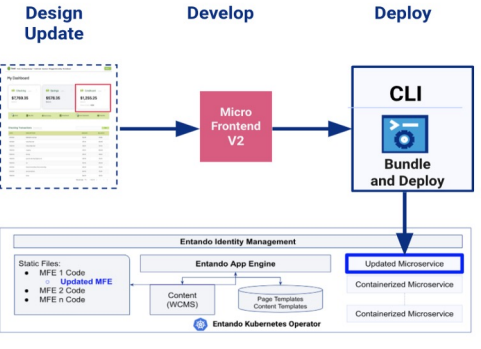 Design
Update
Develop
Deploy
My Dashboard
Micro
Frontend
V2
CLI
Bundle
and Deploy
Entando Identity Management
Static Files:
● MFE 1 Code
○ Updated MFE
● MFE 2 Code
● MFE n Code
Entando App Engine
Content
(WCMS)
Page Templates
Content Templates
Entando Kubernetes Operator
Updated Microservice
Containerized Microservice
Containerized Microservice